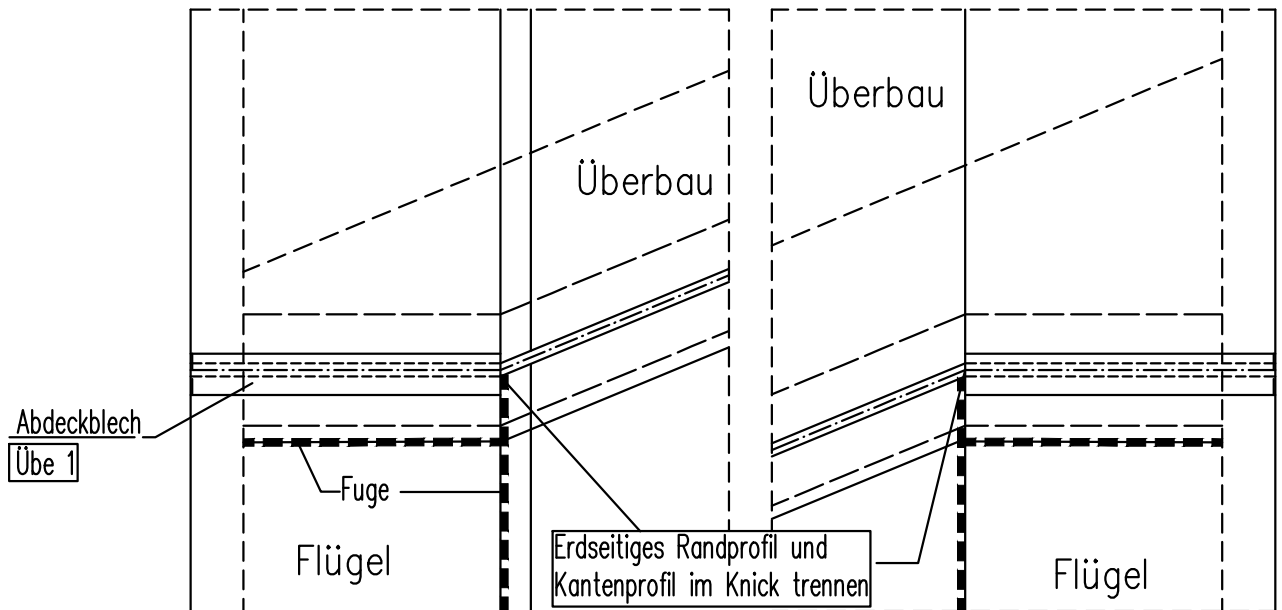 Überbau
Überbau
Abdeckblech
Übe 1
Fuge
Flügel
Erdseitiges Randprofil und
Kantenprofil im Knick trennen
Flügel